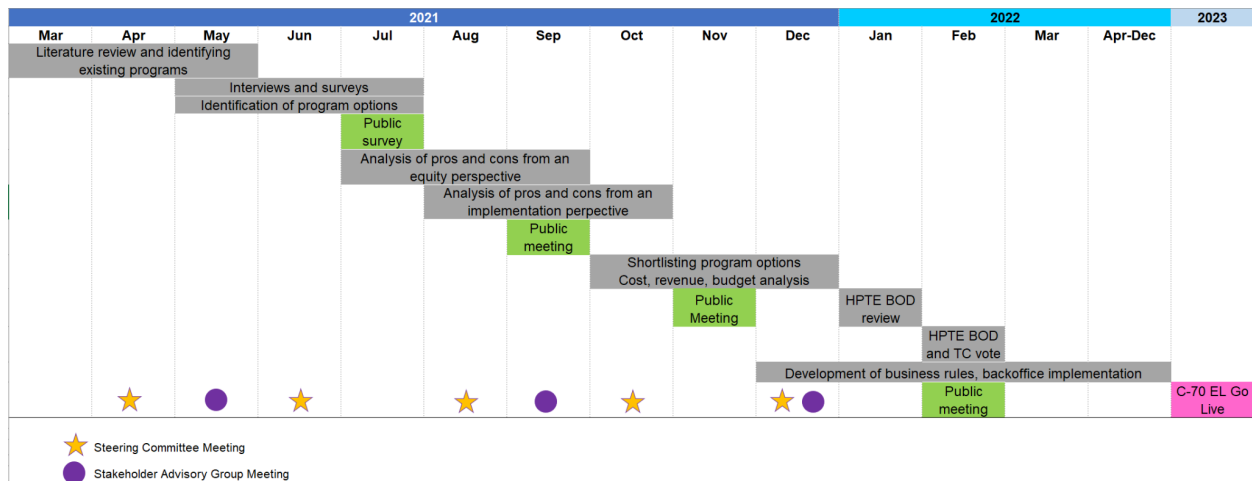 2021 2022 2023
Mar Apr May Jun Jul Aug Sep Oct Nov Dec Jan Feb Mar Apr-Dec
Literature review and identifying
existing programs
Interviews and surveys
Identification of program options
Public
survey
Analysis of pros and cons from an
equity perspective
Analysis of pros and cons from an
implementation perpective
Public
meeting
Shortlisting program options
Cost, revenue, budget analysis
Public
Meeting
HPTE BOD
review
HPTE BOD
and TC vote
Development of business rules, backoffice implementation
Public
meeting
C-70 EL Go
Live
Steering Committee Meeting
Stakeholder Advisory Group Meeting